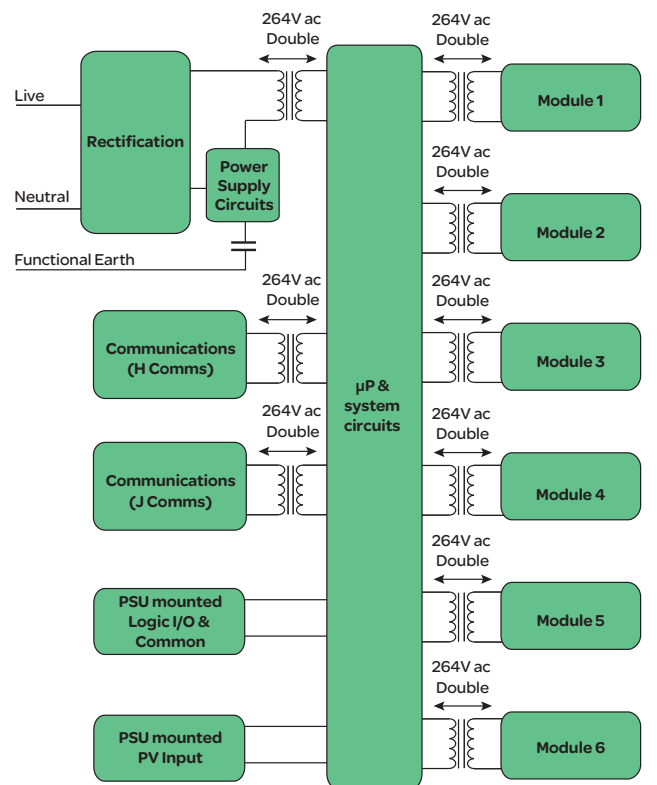 264V ac
Double
264V ac
Double
Live
Rectification
Module 1
Power
Supply
Circuits
264V ac
Double
Neutral
Module 2
Functional Earth
264V ac
Double
264V ac
Double
Communications
(H Comms)
µP &
system
circuits
Module 3
264V ac
Double
264V ac
Double
Communications
(J Comms)
Module 4
264V ac
Double
PSU mounted
Logic I/O &
Common
Module 5
264V ac
Double
PSU mounted
PV Input
Module 6